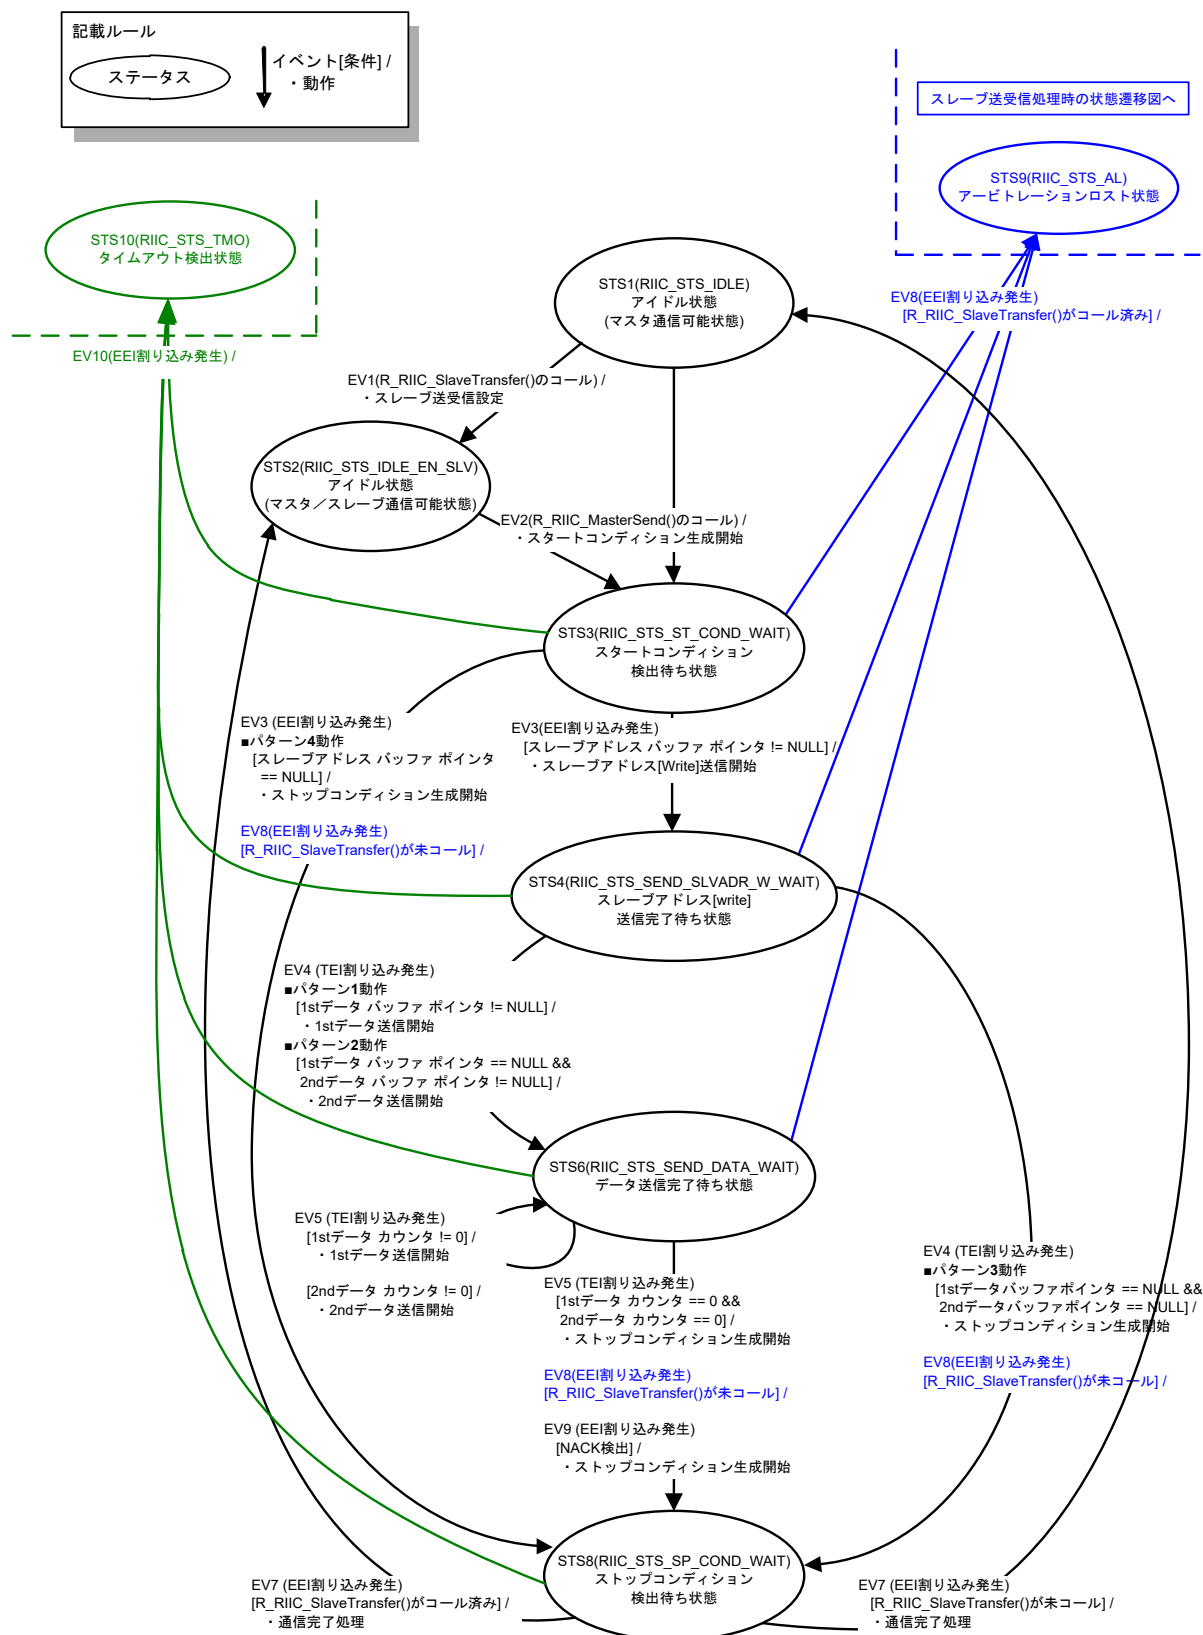 記載ルール
ステータス
イベント[条件] /
・動作
スレーブ送受信処理時の状態遷移図へ
STS9(RIIC_STS_AL)
アービトレーションロスト状態
STS10(RIIC_STS_TMO)
タイムアウト検出状態
STS1(RIIC_STS_IDLE)
アイドル状態
(マスタ通信可能状態)
EV8(EEI割り込み発生)
[R_RIIC_SlaveTransfer()がコール済み] /
EV10(EEI割り込み発生) /
EV1(R_RIIC_SlaveTransfer()のコール) /
・スレーブ送受信設定
STS2(RIIC_STS_IDLE_EN_SLV)
アイドル状態
(マスタ／スレーブ通信可能状態)
EV2(R_RIIC_MasterSend()のコール) /
・スタートコンディション生成開始
STS3(RIIC_STS_ST_COND_WAIT)
スタートコンディション
検出待ち状態
EV3 (EEI割り込み発生)
■パターン4動作
[スレーブアドレス バッファ ポインタ
== NULL] /
・ストップコンディション生成開始
EV8(EEI割り込み発生)
[R_RIIC_SlaveTransfer()が未コール] /
EV3(EEI割り込み発生)
[スレーブアドレス バッファ ポインタ != NULL] /
・スレーブアドレス[Write]送信開始
STS4(RIIC_STS_SEND_SLVADR_W_WAIT)
スレーブアドレス[write]
送信完了待ち状態
EV4 (TEI割り込み発生)
■パターン1動作
[1stデータ バッファ ポインタ != NULL] /
・1stデータ送信開始
■パターン2動作
[1stデータ バッファ ポインタ == NULL &&
2ndデータ バッファ ポインタ != NULL] /
・2ndデータ送信開始
STS6(RIIC_STS_SEND_DATA_WAIT)
データ送信完了待ち状態
EV5 (TEI割り込み発生)
[1stデータ カウンタ != 0] /
・1stデータ送信開始
[2ndデータ カウンタ != 0] /
・2ndデータ送信開始
EV5 (TEI割り込み発生)
[1stデータ カウンタ == 0 &&
2ndデータ カウンタ == 0] /
・ストップコンディション生成開始
EV8(EEI割り込み発生)
[R_RIIC_SlaveTransfer()が未コール] /
EV9 (EEI割り込み発生)
[NACK検出] /
・ストップコンディション生成開始
EV4 (TEI割り込み発生)
■パターン3動作
[1stデータバッファポインタ == NULL &&
2ndデータバッファポインタ == NULL] /
・ストップコンディション生成開始
EV8(EEI割り込み発生)
[R_RIIC_SlaveTransfer()が未コール] /
STS8(RIIC_STS_SP_COND_WAIT)
ストップコンディション
検出待ち状態
EV7 (EEI割り込み発生)
[R_RIIC_SlaveTransfer()がコール済み] /
・通信完了処理
EV7 (EEI割り込み発生)
[R_RIIC_SlaveTransfer()が未コール] /
・通信完了処理